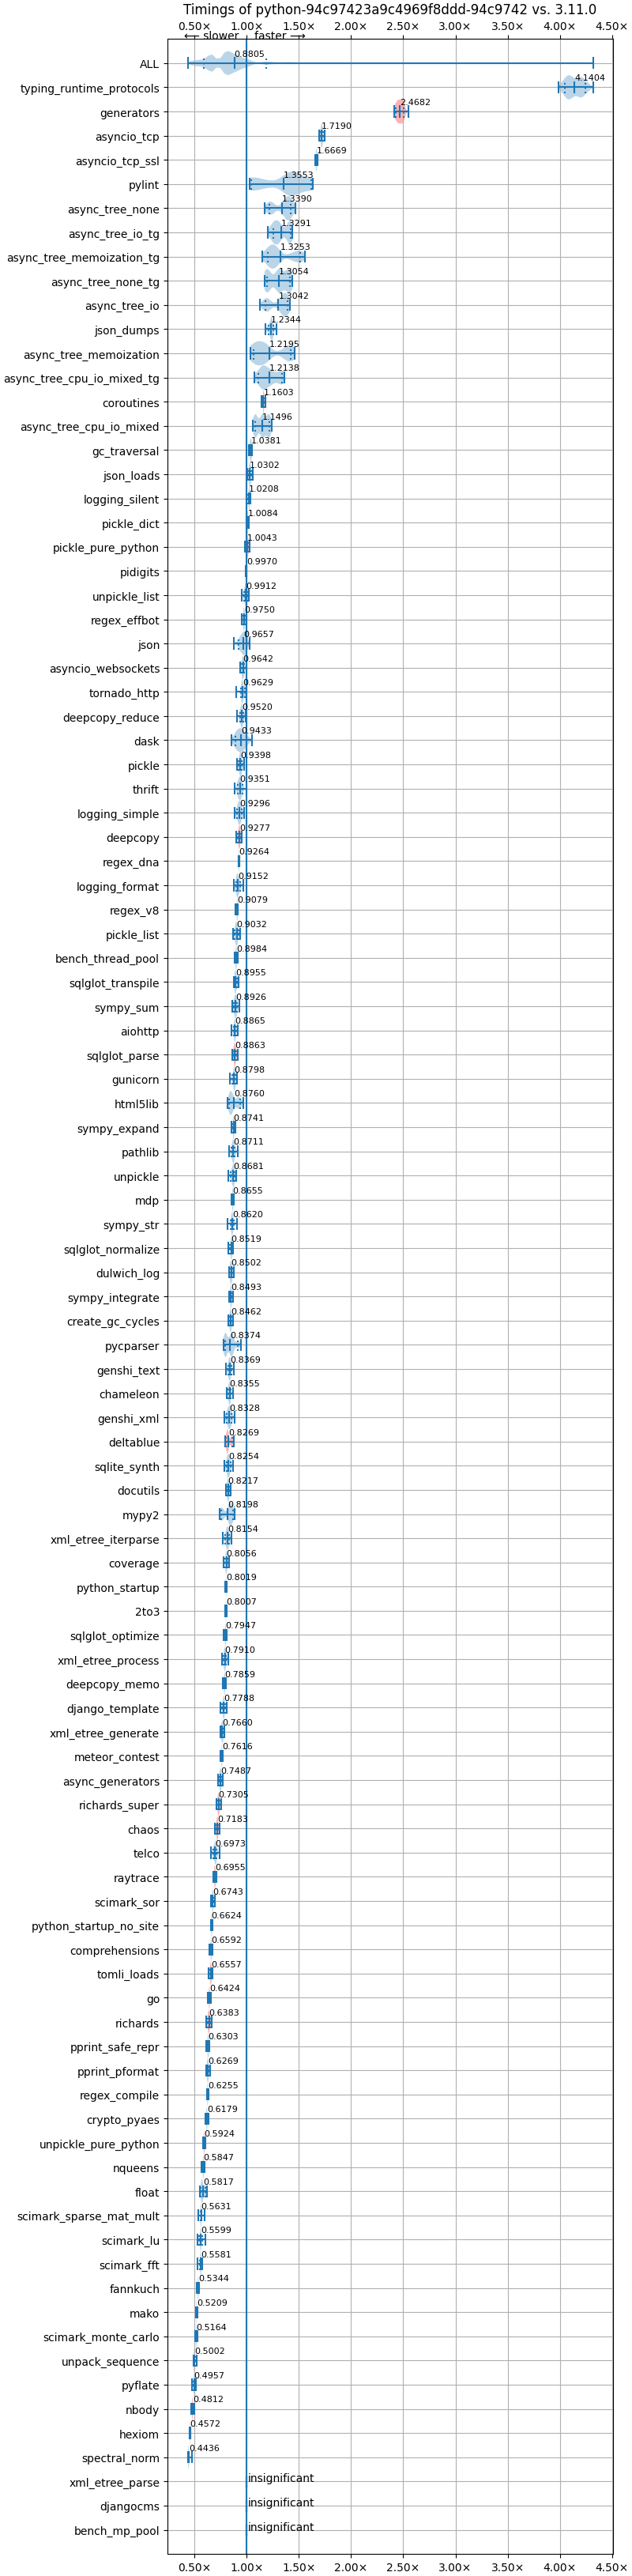 Timings of python-94c97423a9c4969f8ddd-94c9742 vs. 3.11.0
0.50× 1.00× 1.50× 2.00× 2.50× 3.00× 3.50× 4.00× 4.50×
←— slower faster —→
ALL 0.8805
typing_runtime_protocols 4.1404
generators 2.4682
asyncio_tcp 1.7190
asyncio_tcp_ssl 1.6669
pylint 1.3553
async_tree_none 1.3390
async_tree_io_tg 1.3291
async_tree_memoization_tg 1.3253
async_tree_none_tg 1.3054
async_tree_io 1.3042
json_dumps 1.2344
async_tree_memoization 1.2195
async_tree_cpu_io_mixed_tg 1.2138
coroutines 1.1603
async_tree_cpu_io_mixed 1.1496
gc_traversal 1.0381
json_loads 1.0302
logging_silent 1.0208
pickle_dict 1.0084
pickle_pure_python 1.0043
pidigits 0.9970
unpickle_list 0.9912
regex_effbot 0.9750
json 0.9657
asyncio_websockets 0.9642
tornado_http 0.9629
deepcopy_reduce 0.9520
dask 0.9433
pickle 0.9398
thrift 0.9351
logging_simple 0.9296
deepcopy 0.9277
regex_dna 0.9264
logging_format 0.9152
regex_v8 0.9079
pickle_list 0.9032
bench_thread_pool 0.8984
sqlglot_transpile 0.8955
sympy_sum 0.8926
aiohttp 0.8865
sqlglot_parse 0.8863
gunicorn 0.8798
html5lib 0.8760
sympy_expand 0.8741
pathlib 0.8711
unpickle 0.8681
mdp 0.8655
sympy_str 0.8620
sqlglot_normalize 0.8519
dulwich_log 0.8502
sympy_integrate 0.8493
create_gc_cycles 0.8462
pycparser 0.8374
genshi_text 0.8369
chameleon 0.8355
genshi_xml 0.8328
deltablue 0.8269
sqlite_synth 0.8254
docutils 0.8217
mypy2 0.8198
xml_etree_iterparse 0.8154
coverage 0.8056
python_startup 0.8019
2to3 0.8007
sqlglot_optimize 0.7947
xml_etree_process 0.7910
deepcopy_memo 0.7859
django_template 0.7788
xml_etree_generate 0.7660
meteor_contest 0.7616
async_generators 0.7487
richards_super 0.7305
chaos 0.7183
telco 0.6973
raytrace 0.6955
scimark_sor 0.6743
python_startup_no_site 0.6624
comprehensions 0.6592
tomli_loads 0.6557
go 0.6424
richards 0.6383
pprint_safe_repr 0.6303
pprint_pformat 0.6269
regex_compile 0.6255
crypto_pyaes 0.6179
unpickle_pure_python 0.5924
nqueens 0.5847
float 0.5817
scimark_sparse_mat_mult 0.5631
scimark_lu 0.5599
scimark_fft 0.5581
fannkuch 0.5344
mako 0.5209
scimark_monte_carlo 0.5164
unpack_sequence 0.5002
pyflate 0.4957
nbody 0.4812
hexiom 0.4572
spectral_norm 0.4436
xml_etree_parse insignificant
djangocms insignificant
bench_mp_pool insignificant
0.50× 1.00× 1.50× 2.00× 2.50× 3.00× 3.50× 4.00× 4.50×